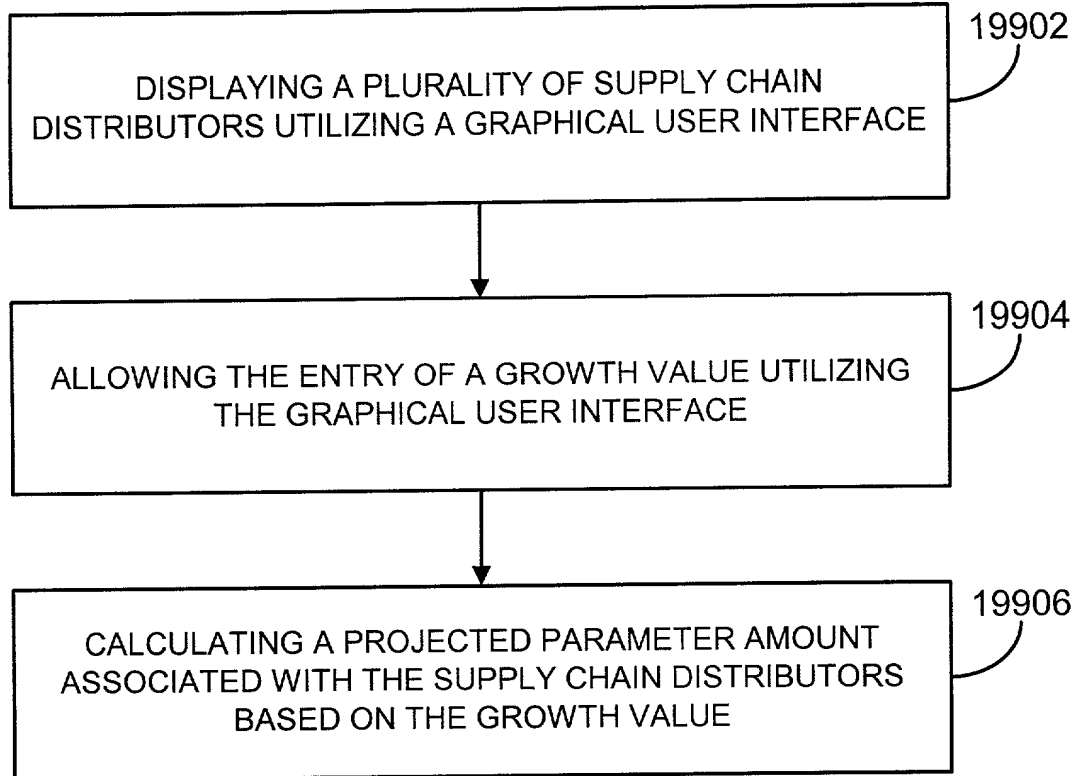 19902
DISPLAYING A PLURALITY OF SUPPLY CHAIN
DISTRIBUTORS UTILIZING A GRAPHICAL USER INTERFACE
19904
ALLOWING THE ENTRY OF A GROWTH VALUE UTILIZING
THE GRAPHICAL USER INTERFACE
19906
CALCULATING A PROJECTED PARAMETER AMOUNT
ASSOCIATED WITH THE SUPPLY CHAIN DISTRIBUTORS
BASED ON THE GROWTH VALUE